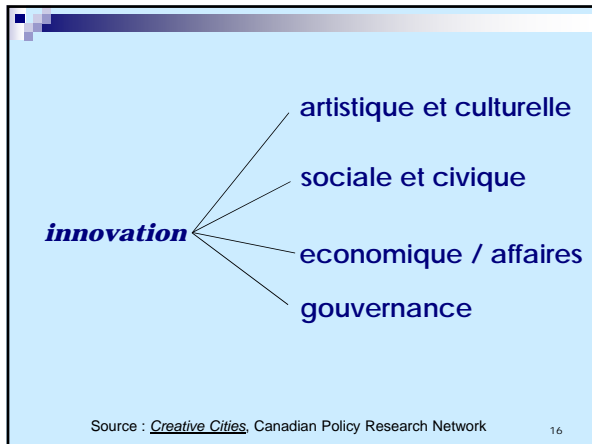 artistique et culturelle
sociale et civique
innovation
economique / affaires
gouvernance
Source : Creative Cities, Canadian Policy Research Network
16